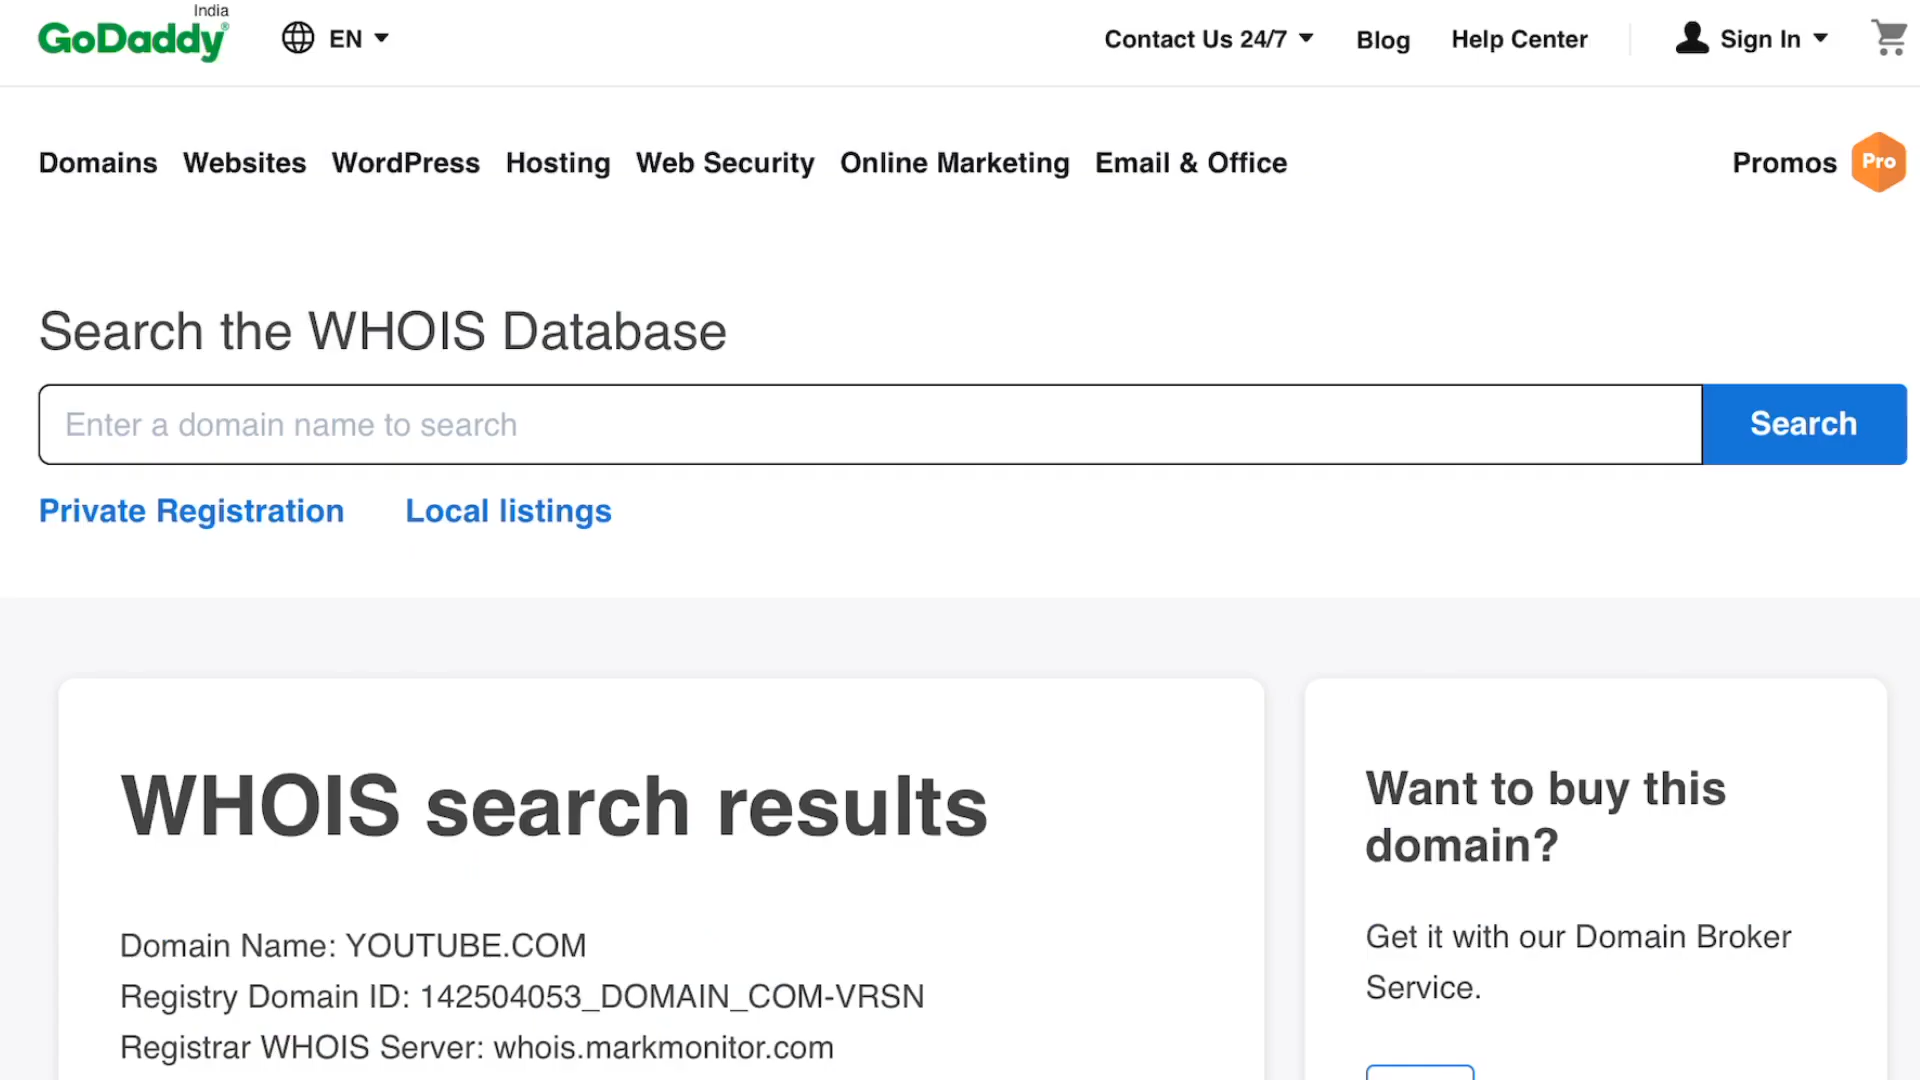 India
GoDaddy®
EN
Contact Us 24/7
Blog
Help Center
Sign In
Domains Websites WordPress Hosting Web Security Online Marketing Email & Office
Promos
Pro
Search the WHOIS Database
Enter a domain name to search
Search
Private Registration
Local listings
WHOIS search results
Domain Name: YOUTUBE.COM
Registry Domain ID: 142504053_DOMAIN_COM-VRSN
Registrar WHOIS Server: whois.markmonitor.com
Want to buy this
domain?
Get it with our Domain Broker
Service.